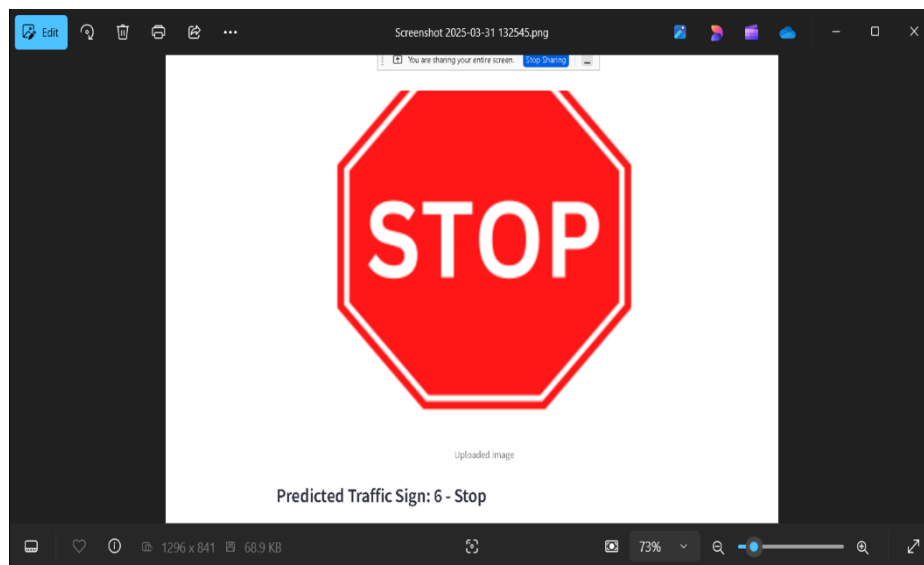 Edit
Screenshot 2025-03-31 132545.png
You are sharing your entire screen. Stop Sharing
STOP
Uploaded Image
Predicted Traffic Sign: 6 - Stop
1296 x 841 68.9 KB 73%